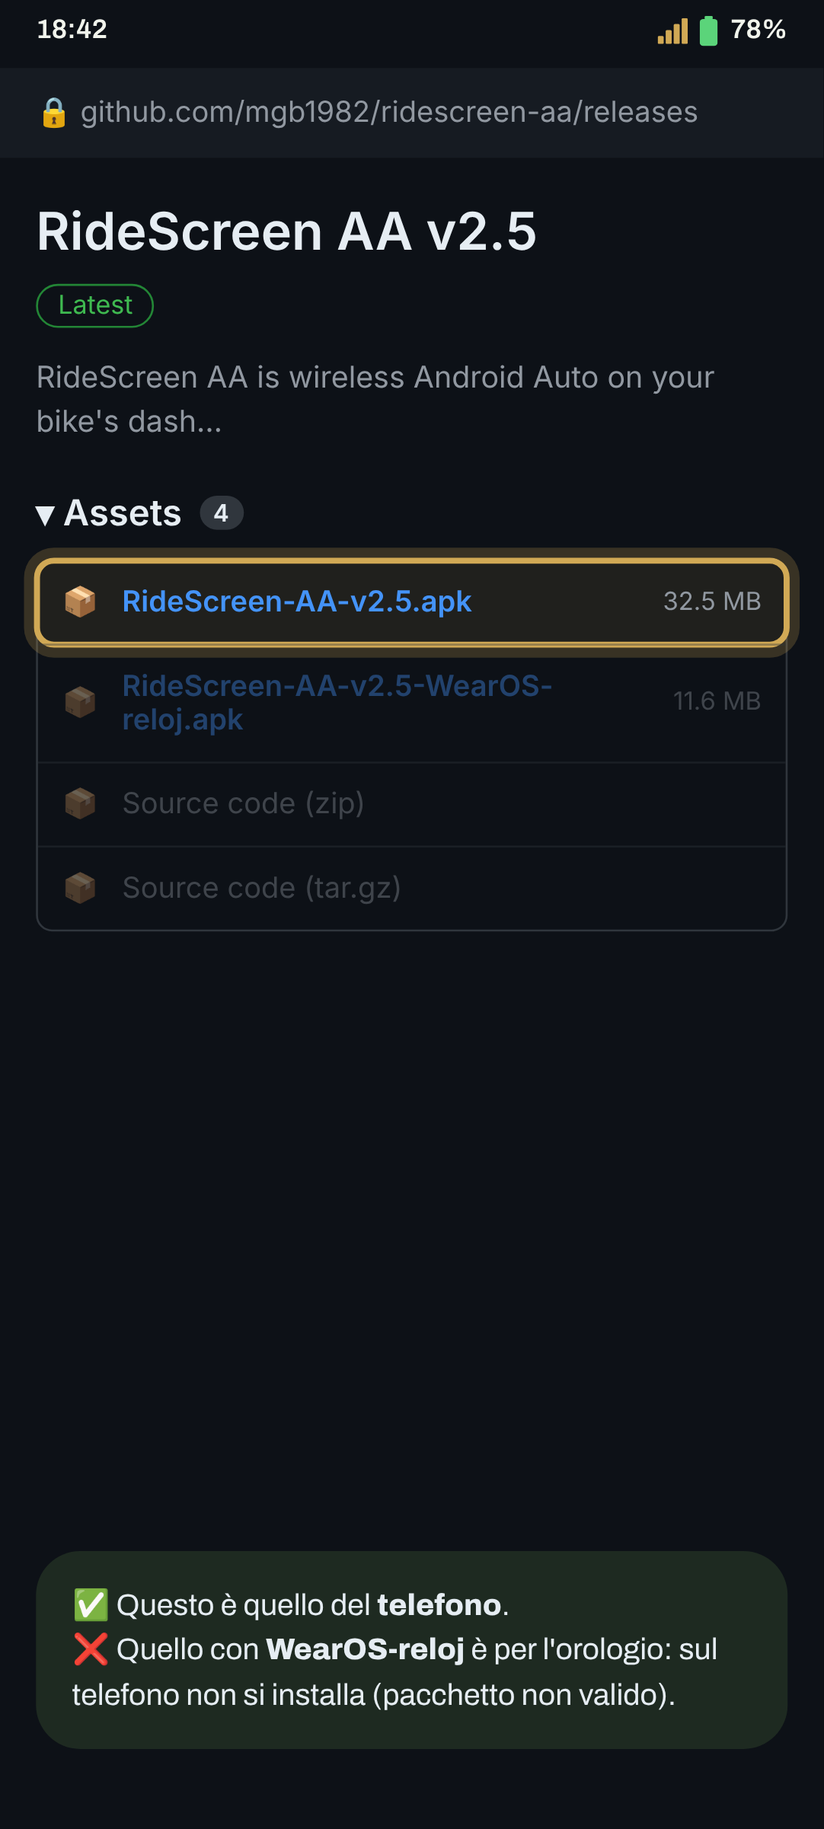 18:42
78%
github.com/mgb1982/ridescreen-aa/releases
RideScreen AA v2.5
Latest
RideScreen AA is wireless Android Auto on your
bike's dash...
▾ Assets 4
RideScreen-AA-v2.5.apk 32.5 MB
RideScreen-AA-v2.5-WearOS-
reloj.apk 11.6 MB
Source code (zip)
Source code (tar.gz)
✅ Questo è quello del telefono.
❌ Quello con WearOS-reloj è per l'orologio: sul
telefono non si installa (pacchetto non valido).